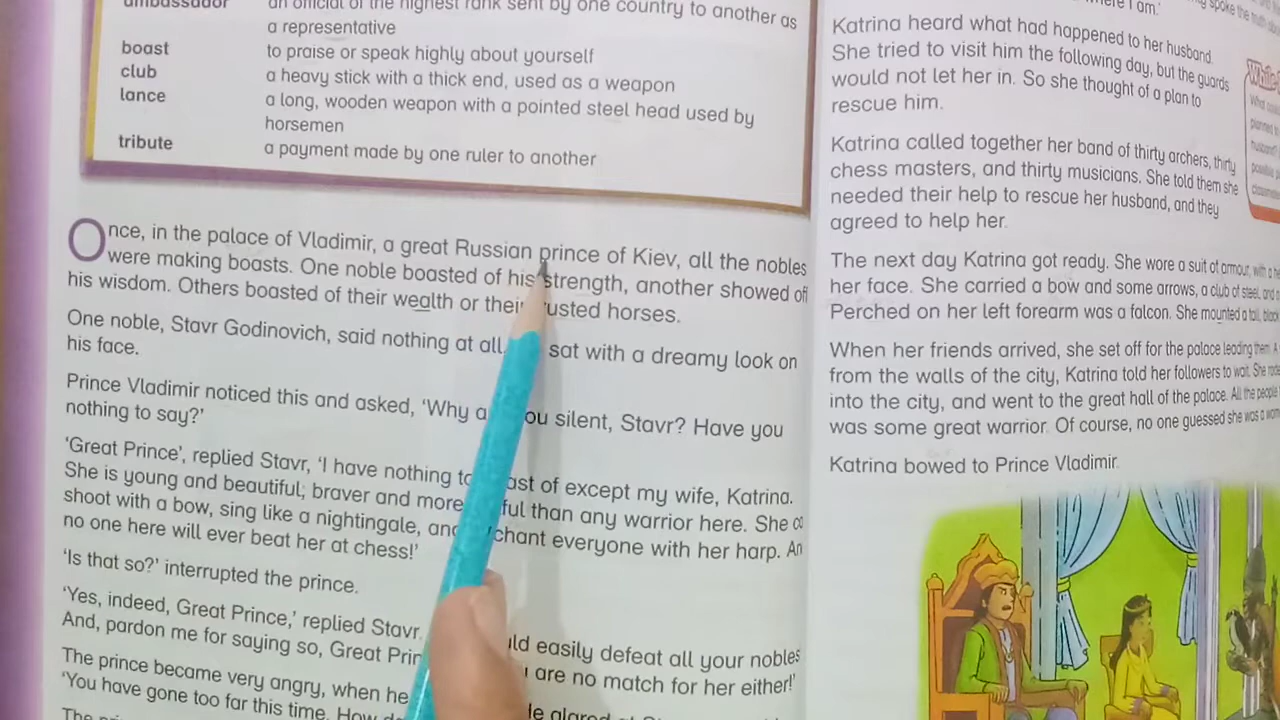 ambassador an official of the highest rank sent by one country to another as
a representative
boast to praise or speak highly about yourself
club a heavy stick with a thick end, used as a weapon
lance a long, wooden weapon with a pointed steel head used by
horsemen
tribute a payment made by one ruler to another
Once, in the palace of Vladimir, a great Russian prince of Kiev, all the nobles
were making boasts. One noble boasted of his strength, another showed off
his wisdom. Others boasted of their wealth or their trusted horses.
One noble, Stavr Godinovich, said nothing at all sat with a dreamy look on
his face.
Prince Vladimir noticed this and asked, ‘Why ou silent, Stavr? Have you
nothing to say?’
‘Great Prince’, replied Stavr, ‘I have nothing to ast of except my wife, Katrina.
She is young and beautiful; braver and more ful than any warrior here. She
shoot with a bow, sing like a nightingale, and chant everyone with her harp. An
no one here will ever beat her at chess!’
‘Is that so?’ interrupted the prince.
‘Yes, indeed, Great Prince,’ replied Stavr. uld easily defeat all your nobles
And, pardon me for saying so, Great Prin are no match for her either!’
The prince became very angry, when he
‘You have gone too far this time. How glared at
The
where I am.’
Katrina heard what had happened to her husband.
She tried to visit him the following day, but the guards
would not let her in. So she thought of a plan to
rescue him.
Katrina called together her band of thirty archers, thirty
chess masters, and thirty musicians. She told them she
needed their help to rescue her husband, and they
agreed to help her.
The next day Katrina got ready. She wore a suit of armour, with a
her face. She carried a bow and some arrows, a club of steel, and
Perched on her left forearm was a falcon. She mounted a tall, black
When her friends arrived, she set off for the palace leading them.
from the walls of the city, Katrina told her followers to wait. She rode
into the city, and went to the great hall of the palace. All the people
was some great warrior. Of course, no one guessed she was a
Katrina bowed to Prince Vladimir.
spoke the truth
While
What
planned